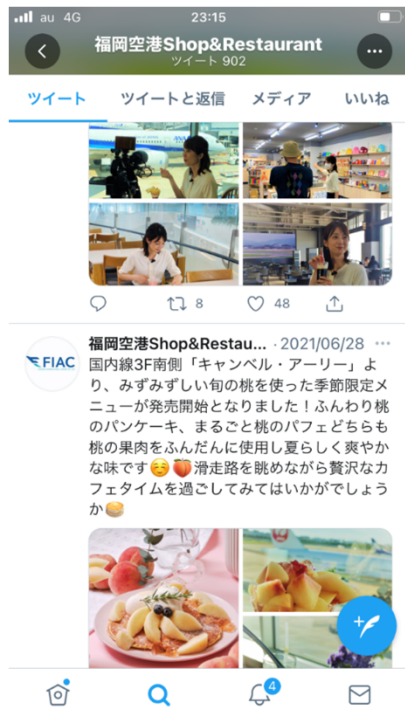 au 4G 23:15
福岡空港Shop&Restaurant
ツイート 902
ツイート ツイートと返信 メディア いいね
8 48
福岡空港Shop&Restau... · 2021/06/28
FIAC
国内線3F南側「キャンベル・アーリー」よ
り、みずみずしい旬の桃を使った季節限定メ
ニューが発売開始となりました！ふんわり桃
のパンケーキ、まるごと桃のパフェどちらも
桃の果肉をふんだんに使用し夏らしく爽やか
な味です☺️🍑滑走路を眺めながら贅沢なカ
フェタイムを過ごしてみてはいかがでしょう
か🥞
4